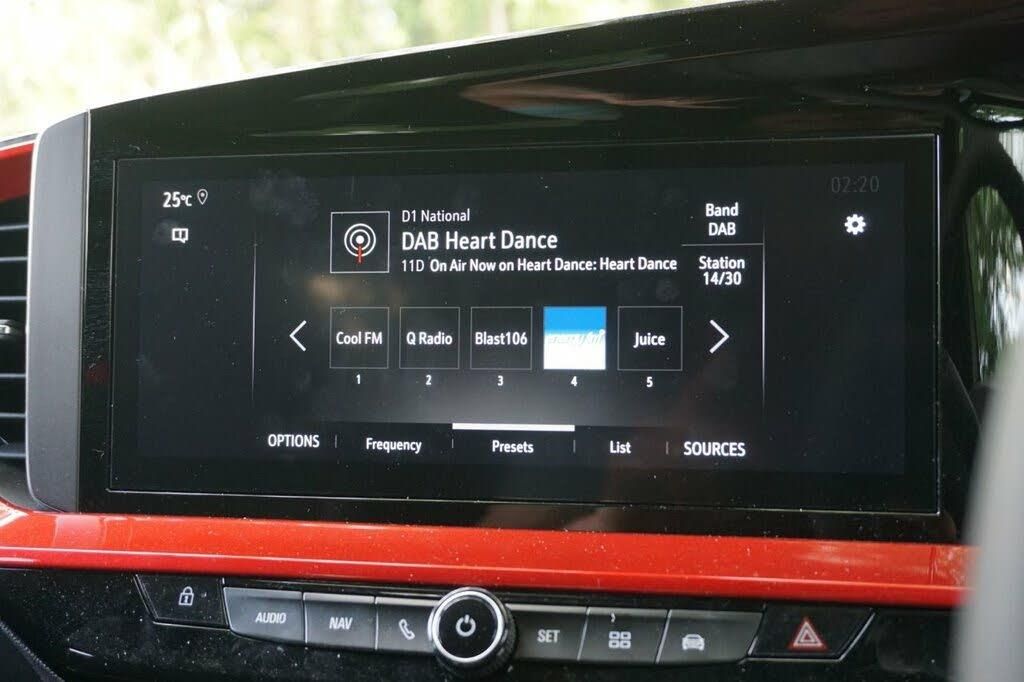 25°C
02:20
D1 National
DAB Heart Dance
11D On Air Now on Heart Dance: Heart Dance
Band
DAB
Station
14/30
Cool FM
Q Radio
Blast106
Juice
1
2
3
4
5
OPTIONS
Frequency
Presets
List
SOURCES
AUDIO
NAV
SET